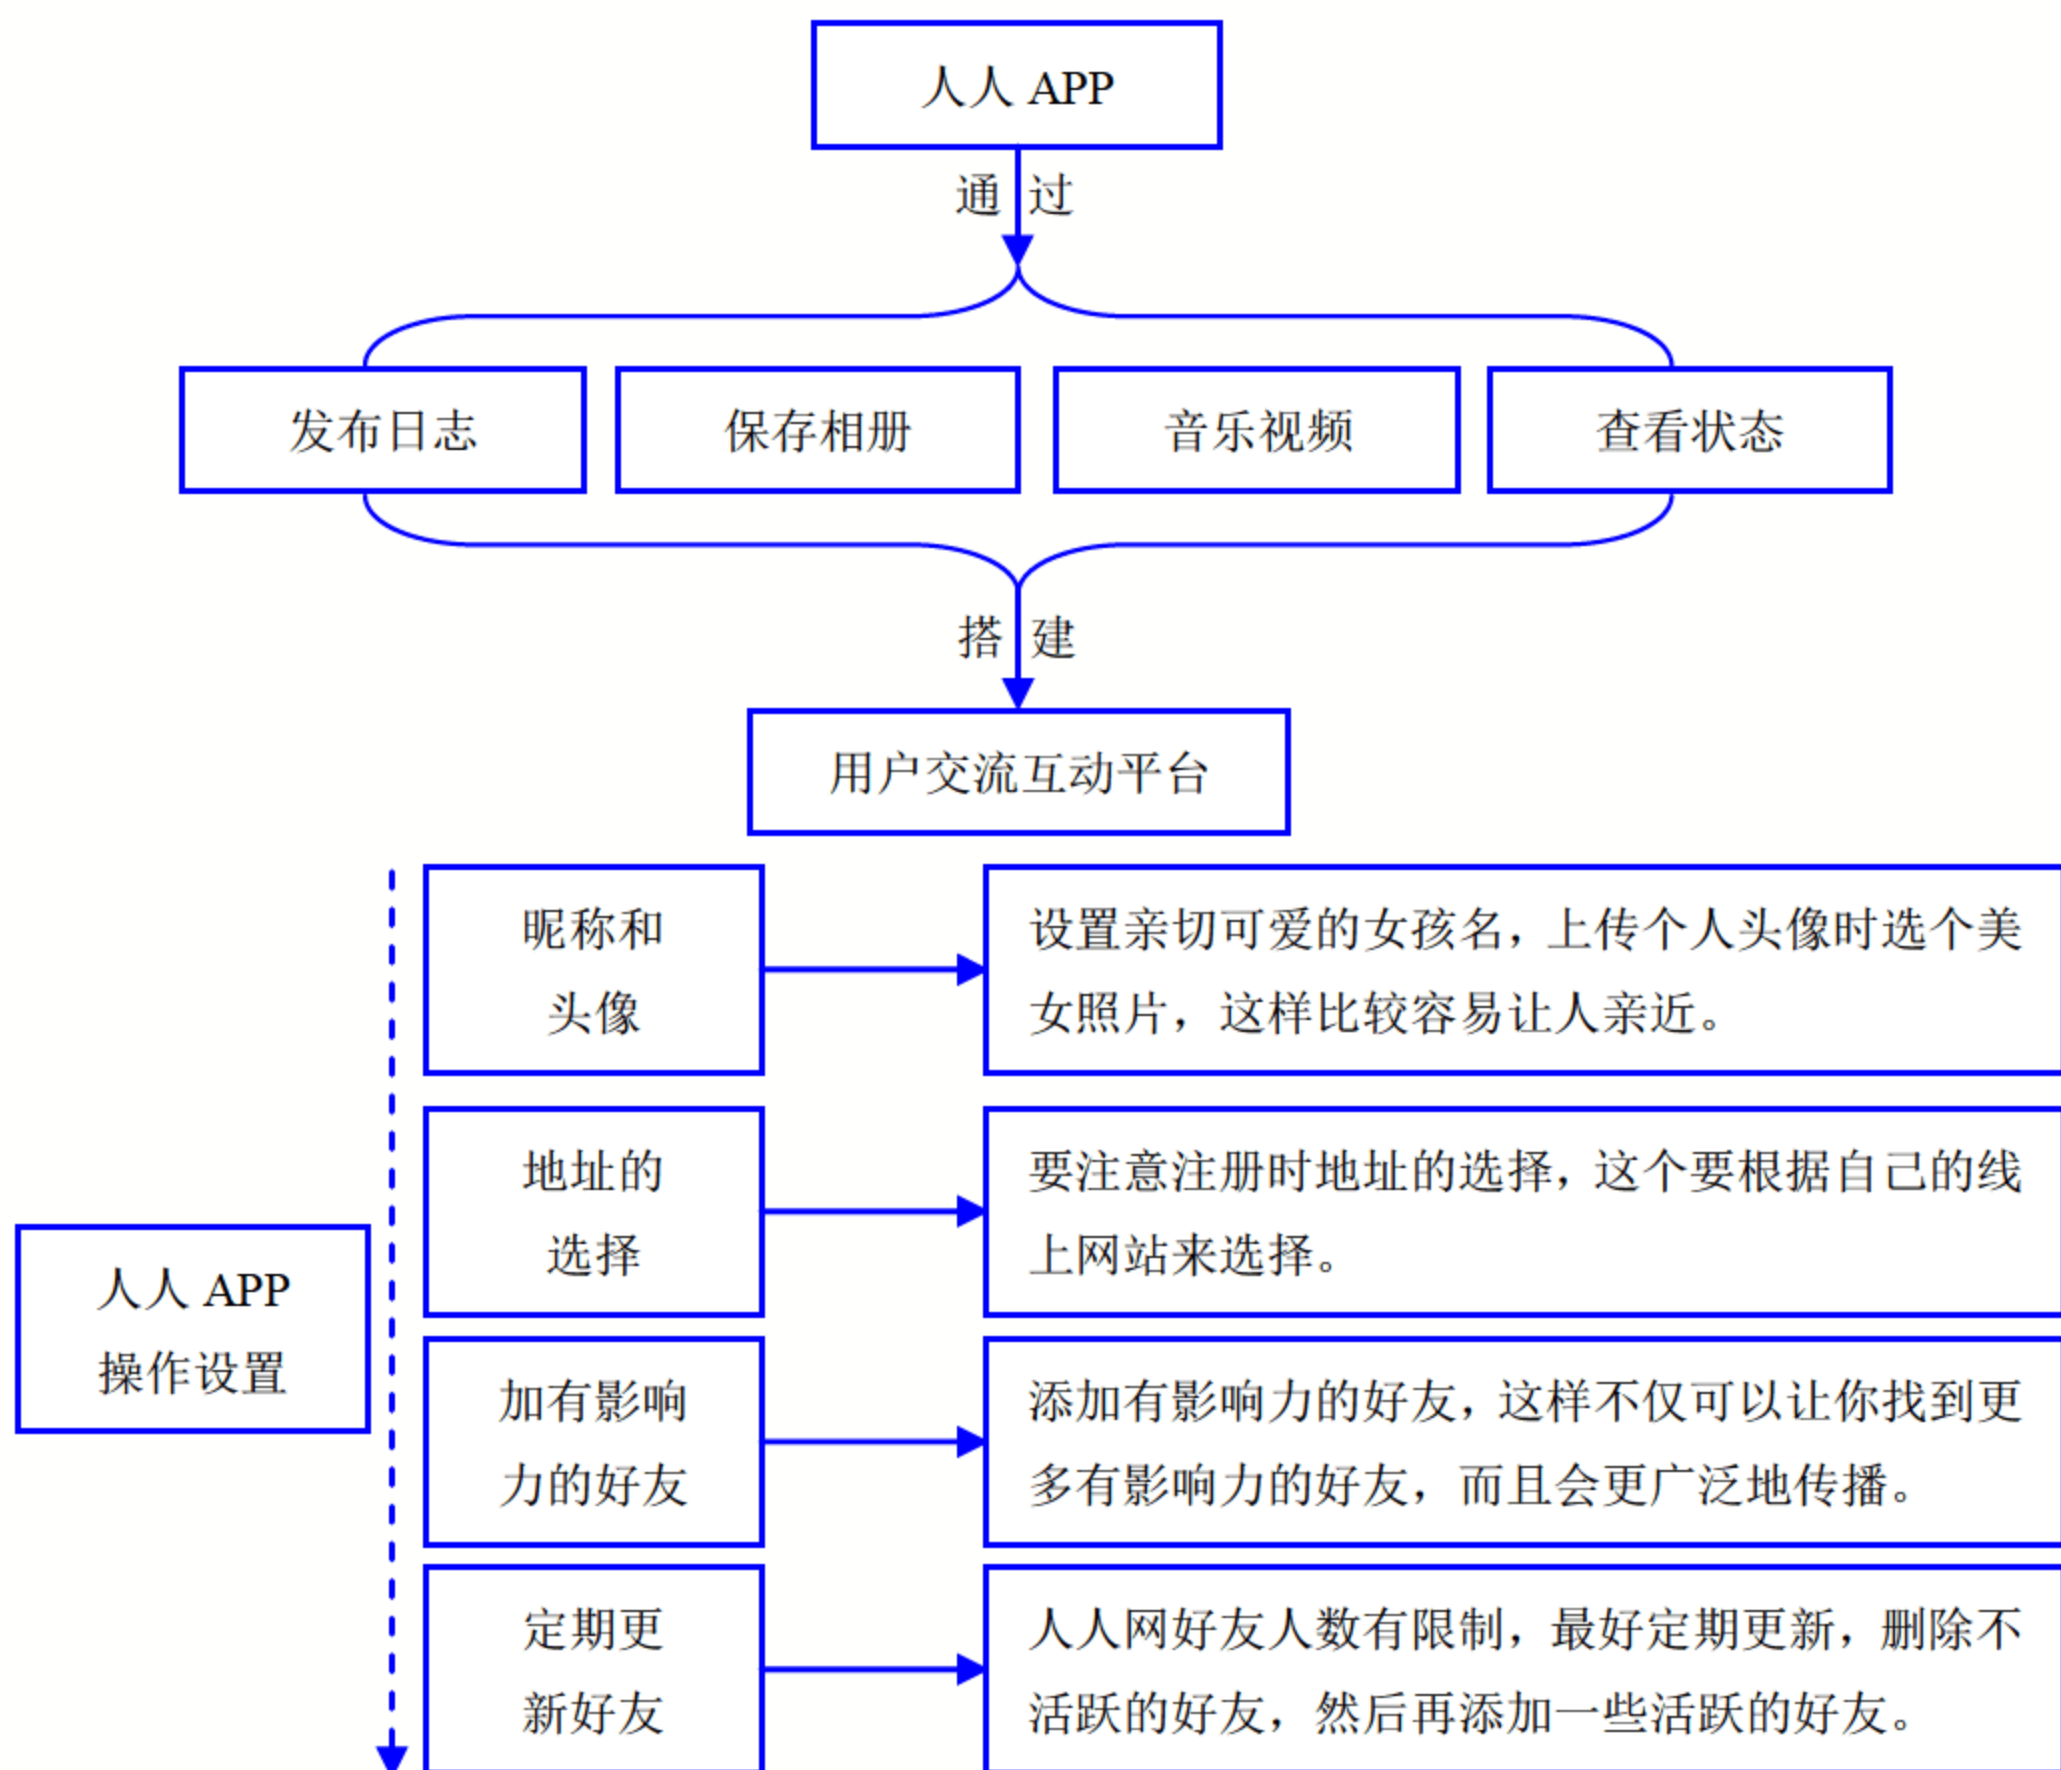 人人 APP
通过
发布日志
保存相册
音乐视频
查看状态
搭建
用户交流互动平台
人人 APP
操作设置
昵称和
头像
设置亲切可爱的女孩名，上传个人头像时选个美
女照片，这样比较容易让人亲近。
地址的
选择
要注意注册时地址的选择，这个要根据自己的线
上网站来选择。
加有影响
力的好友
添加有影响力的好友，这样不仅可以让你找到更
多有影响力的好友，而且会更广泛地传播。
定期更
新好友
人人网好友人数有限制，最好定期更新，删除不
活跃的好友，然后再添加一些活跃的好友。